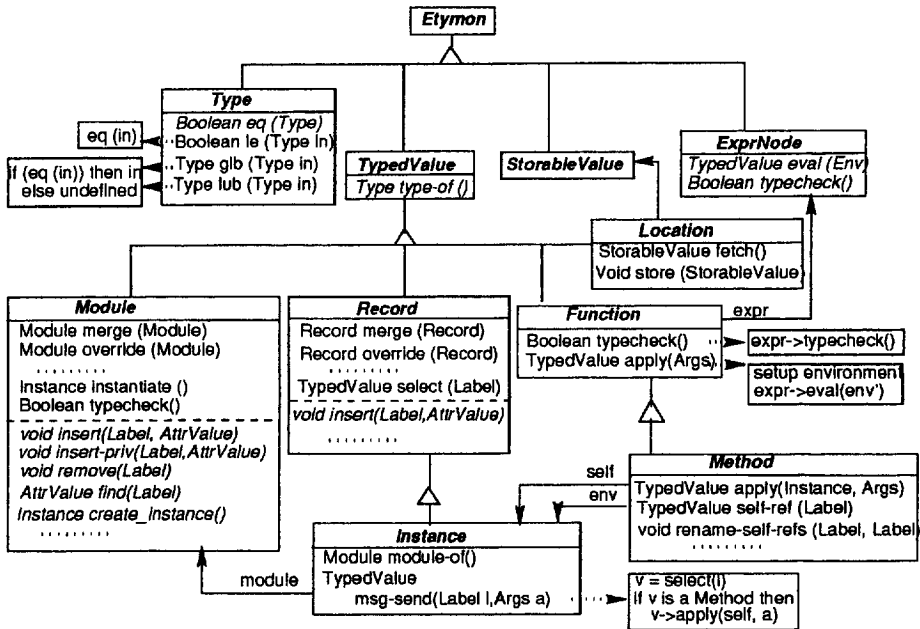 Etymon
Type
Boolean eq (Type)
Boolean le (Type in)
Type glb (Type in)
Type lub (Type in)
eq (in)
if (eq (in)) then in
else undefined
TypedValue
Type type-of ()
StorableValue
ExprNode
TypedValue eval (Env)
Boolean typecheck()
Location
StorableValue fetch()
Void store (StorableValue)
Module
Module merge (Module)
Module override (Module)
Instance instantiate ()
Boolean typecheck()
void insert(Label, AttrValue)
void insert-priv(Label,AttrValue)
void remove(Label)
AttrValue find(Label)
Instance create_instance()
Record
Record merge (Record)
Record override (Record)
TypedValue select (Label)
void insert(Label,AttrValue)
Function
Boolean typecheck()
TypedValue apply(Args)
expr
expr->typecheck()
setup environment
expr->eval(env')
Method
TypedValue apply(Instance, Args)
TypedValue self-ref (Label)
void rename-self-refs (Label, Label)
self
env
Instance
Module module-of()
TypedValue
msg-send(Label l,Args a)
module
v = select(l)
if v is a Method then
v->apply(self, a)